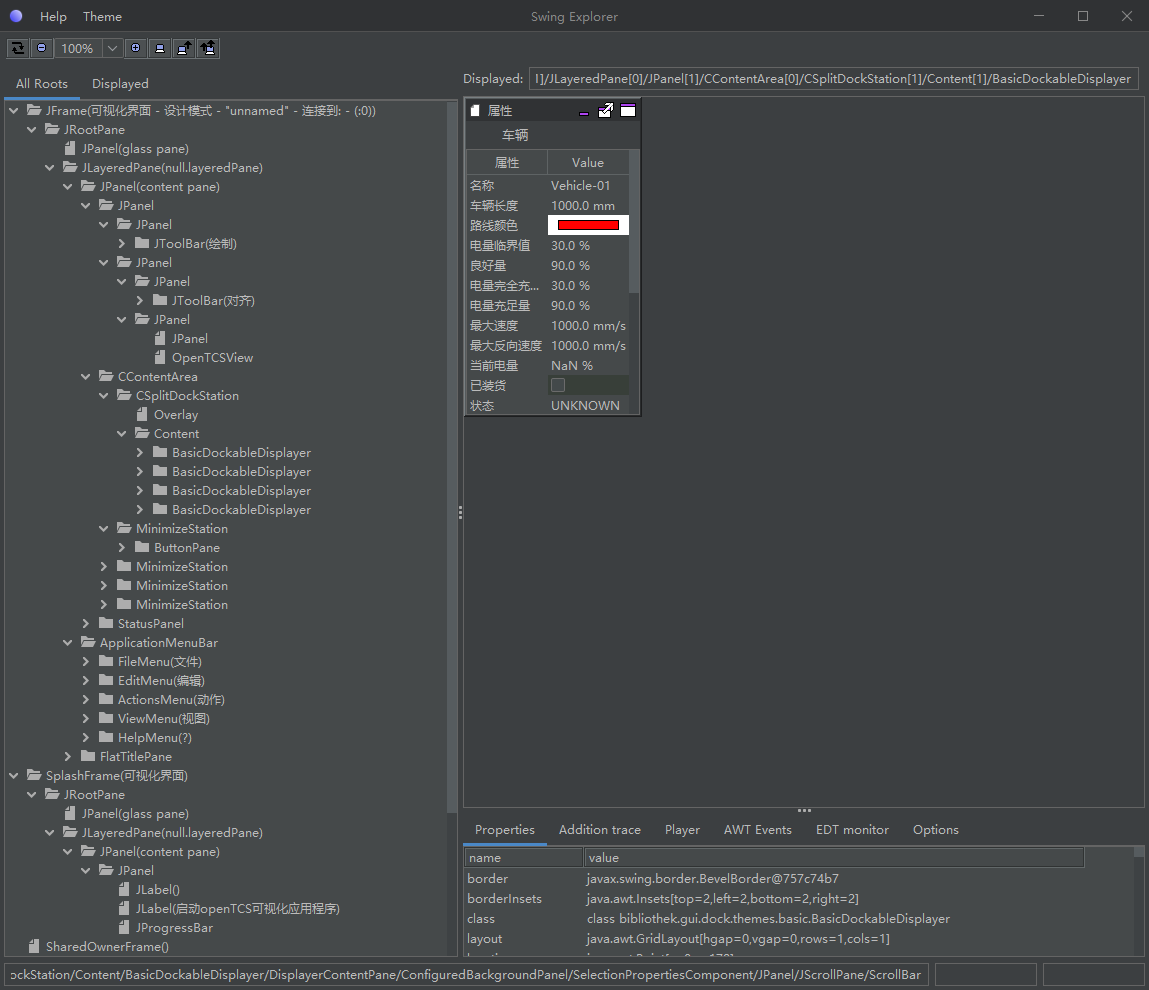 Help Theme Swing Explorer
100%
All Roots Displayed
JFrame(可视化界面 - 设计模式 - "unnamed" - 连接到: - (:0))
JRootPane
JPanel(glass pane)
JLayeredPane(null.layeredPane)
JPanel(content pane)
JPanel
JPanel
JToolBar(绘制)
JPanel
JPanel
JToolBar(对齐)
JPanel
JPanel
OpenTCSView
CContentArea
CSplitDockStation
Overlay
Content
BasicDockableDisplayer
BasicDockableDisplayer
BasicDockableDisplayer
BasicDockableDisplayer
MinimizeStation
ButtonPane
MinimizeStation
MinimizeStation
MinimizeStation
StatusPanel
ApplicationMenuBar
FileMenu(文件)
EditMenu(编辑)
ActionsMenu(动作)
ViewMenu(视图)
HelpMenu(?)
FlatTitlePane
SplashFrame(可视化界面)
JRootPane
JPanel(glass pane)
JLayeredPane(null.layeredPane)
JPanel(content pane)
JPanel
JLabel()
JLabel(启动openTCS可视化应用程序)
JProgressBar
SharedOwnerFrame()
Displayed: ]/JLayeredPane[0]/JPanel[1]/CContentArea[0]/CSplitDockStation[1]/Content[1]/BasicDockableDisplayer
属性
车辆
属性 Value
名称 Vehicle-01
车辆长度 1000.0 mm
路线颜色
电量临界值 30.0 %
良好量 90.0 %
电量完全充... 30.0 %
电量充足量 90.0 %
最大速度 1000.0 mm/s
最大反向速度 1000.0 mm/s
当前电量 NaN %
已装货
状态 UNKNOWN
Properties Addition trace Player AWT Events EDT monitor Options
name value
border javax.swing.border.BevelBorder@757c74b7
borderInsets java.awt.Insets[top=2,left=2,bottom=2,right=2]
class class bibliothek.gui.dock.themes.basic.BasicDockableDisplayer
layout java.awt.GridLayout[hgap=0,vgap=0,rows=1,cols=1]
ockStation/Content/BasicDockableDisplayer/DisplayerContentPane/ConfiguredBackgroundPanel/SelectionPropertiesComponent/JPanel/JScrollPane/ScrollBar